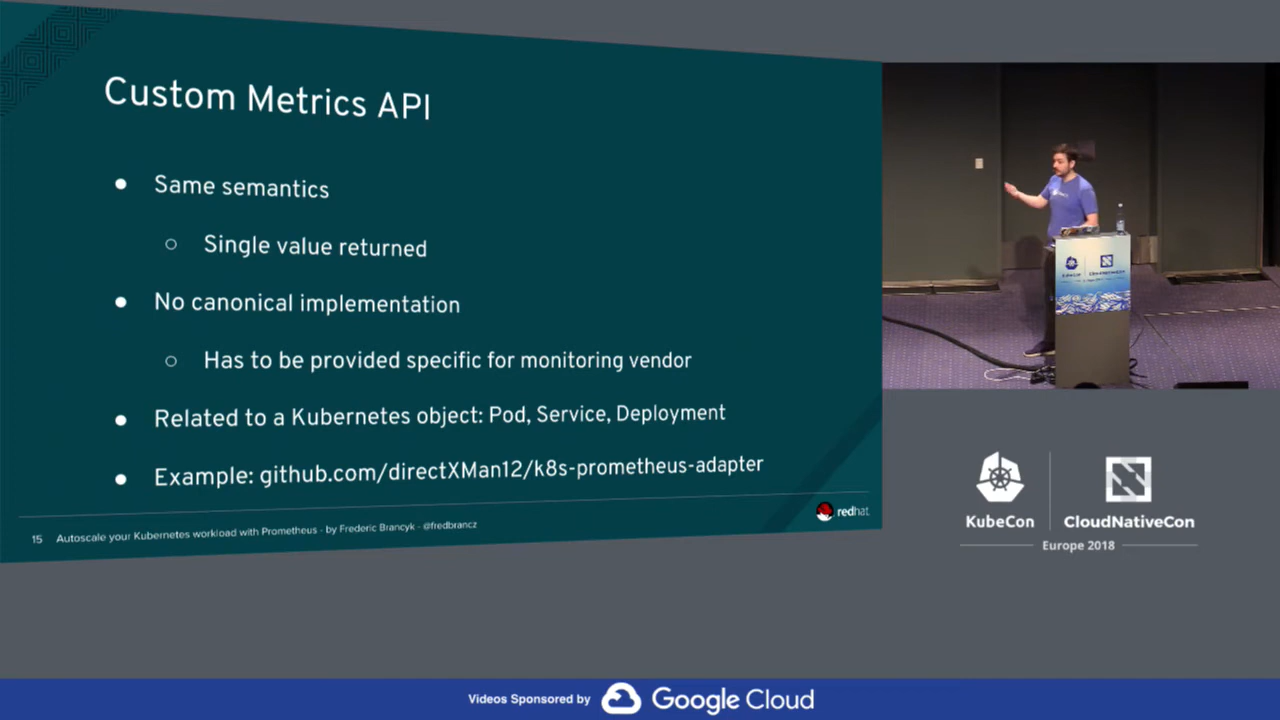 Custom Metrics API
● Same semantics
○ Single value returned
● No canonical implementation
○ Has to be provided specific for monitoring vendor
● Related to a Kubernetes object: Pod, Service, Deployment
● Example: github.com/directXMan12/k8s-prometheus-adapter
redhat
15 Autoscale your Kubernetes workload with Prometheus - by Frederic Brancyk - @fredbrancz
KubeCon
CloudNativeCon
Europe 2018
Videos Sponsored by Google Cloud